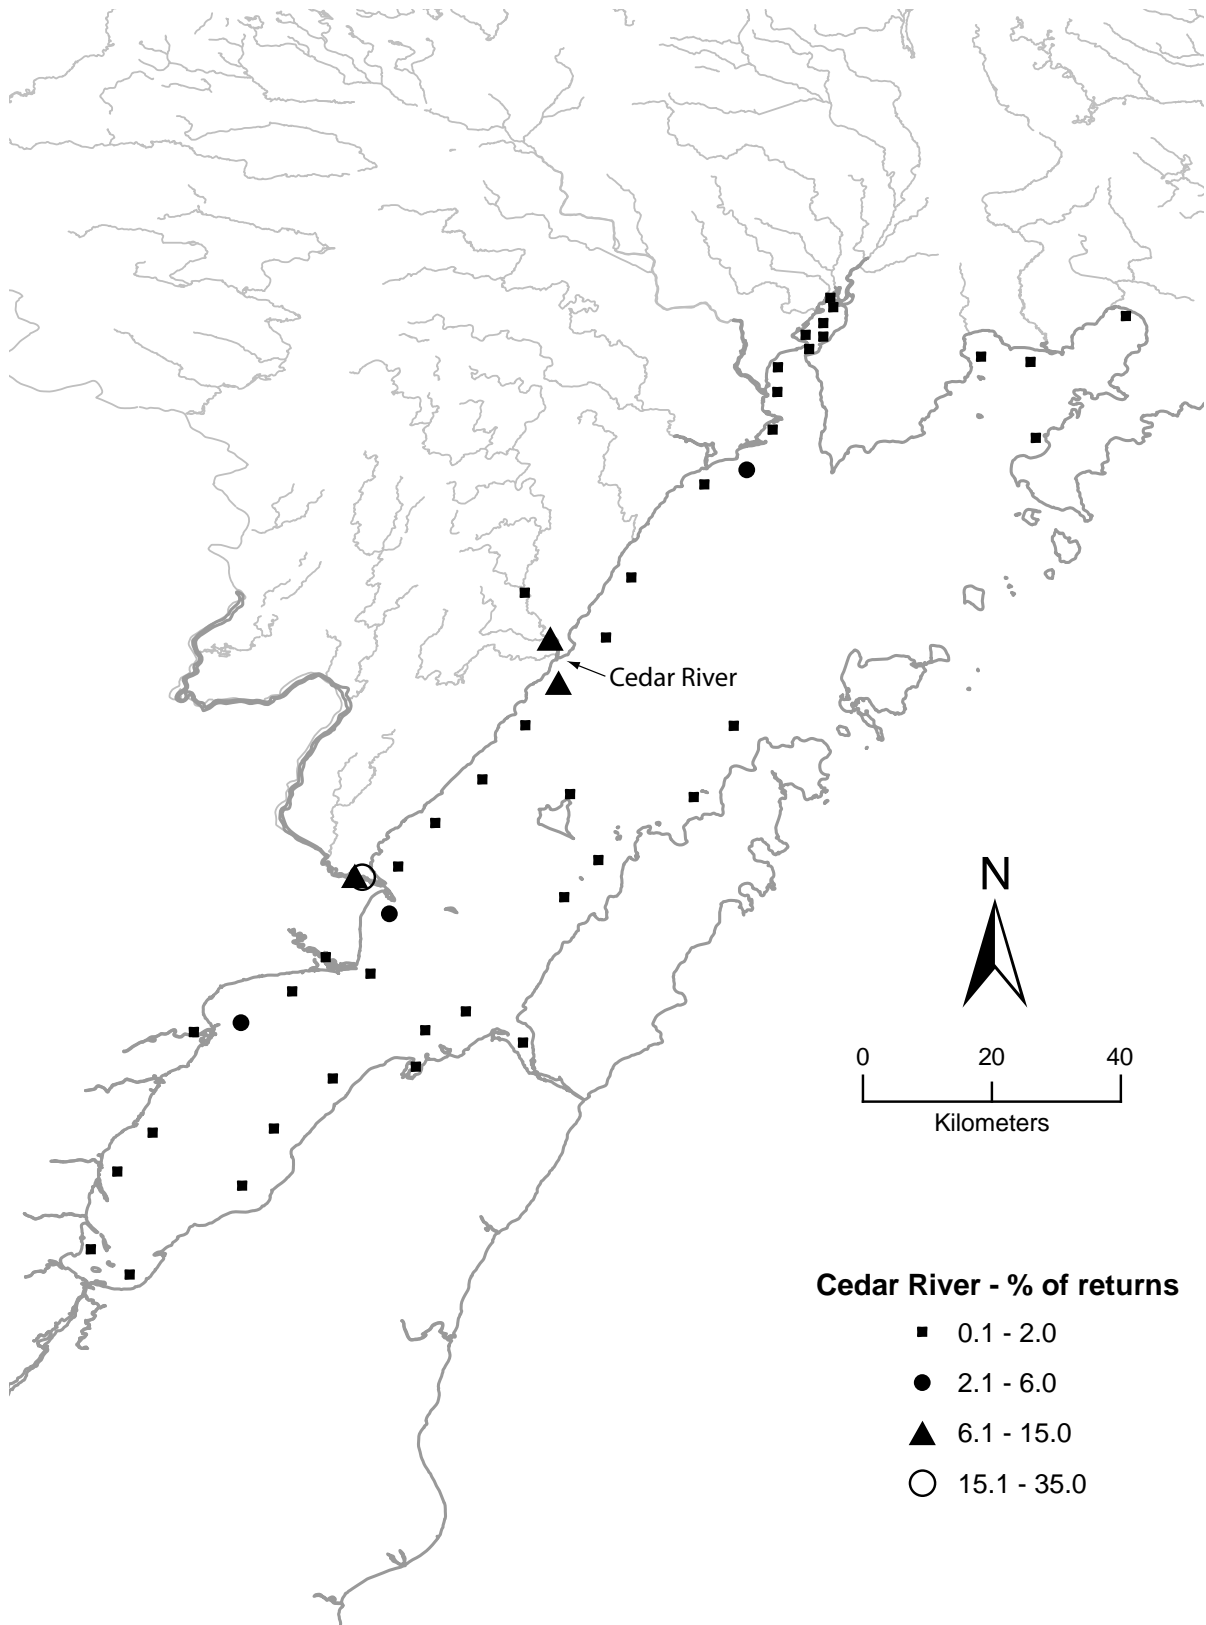 Cedar River
N
0 20 40
Kilometers
Cedar River - % of returns
0.1 - 2.0
2.1 - 6.0
6.1 - 15.0
15.1 - 35.0